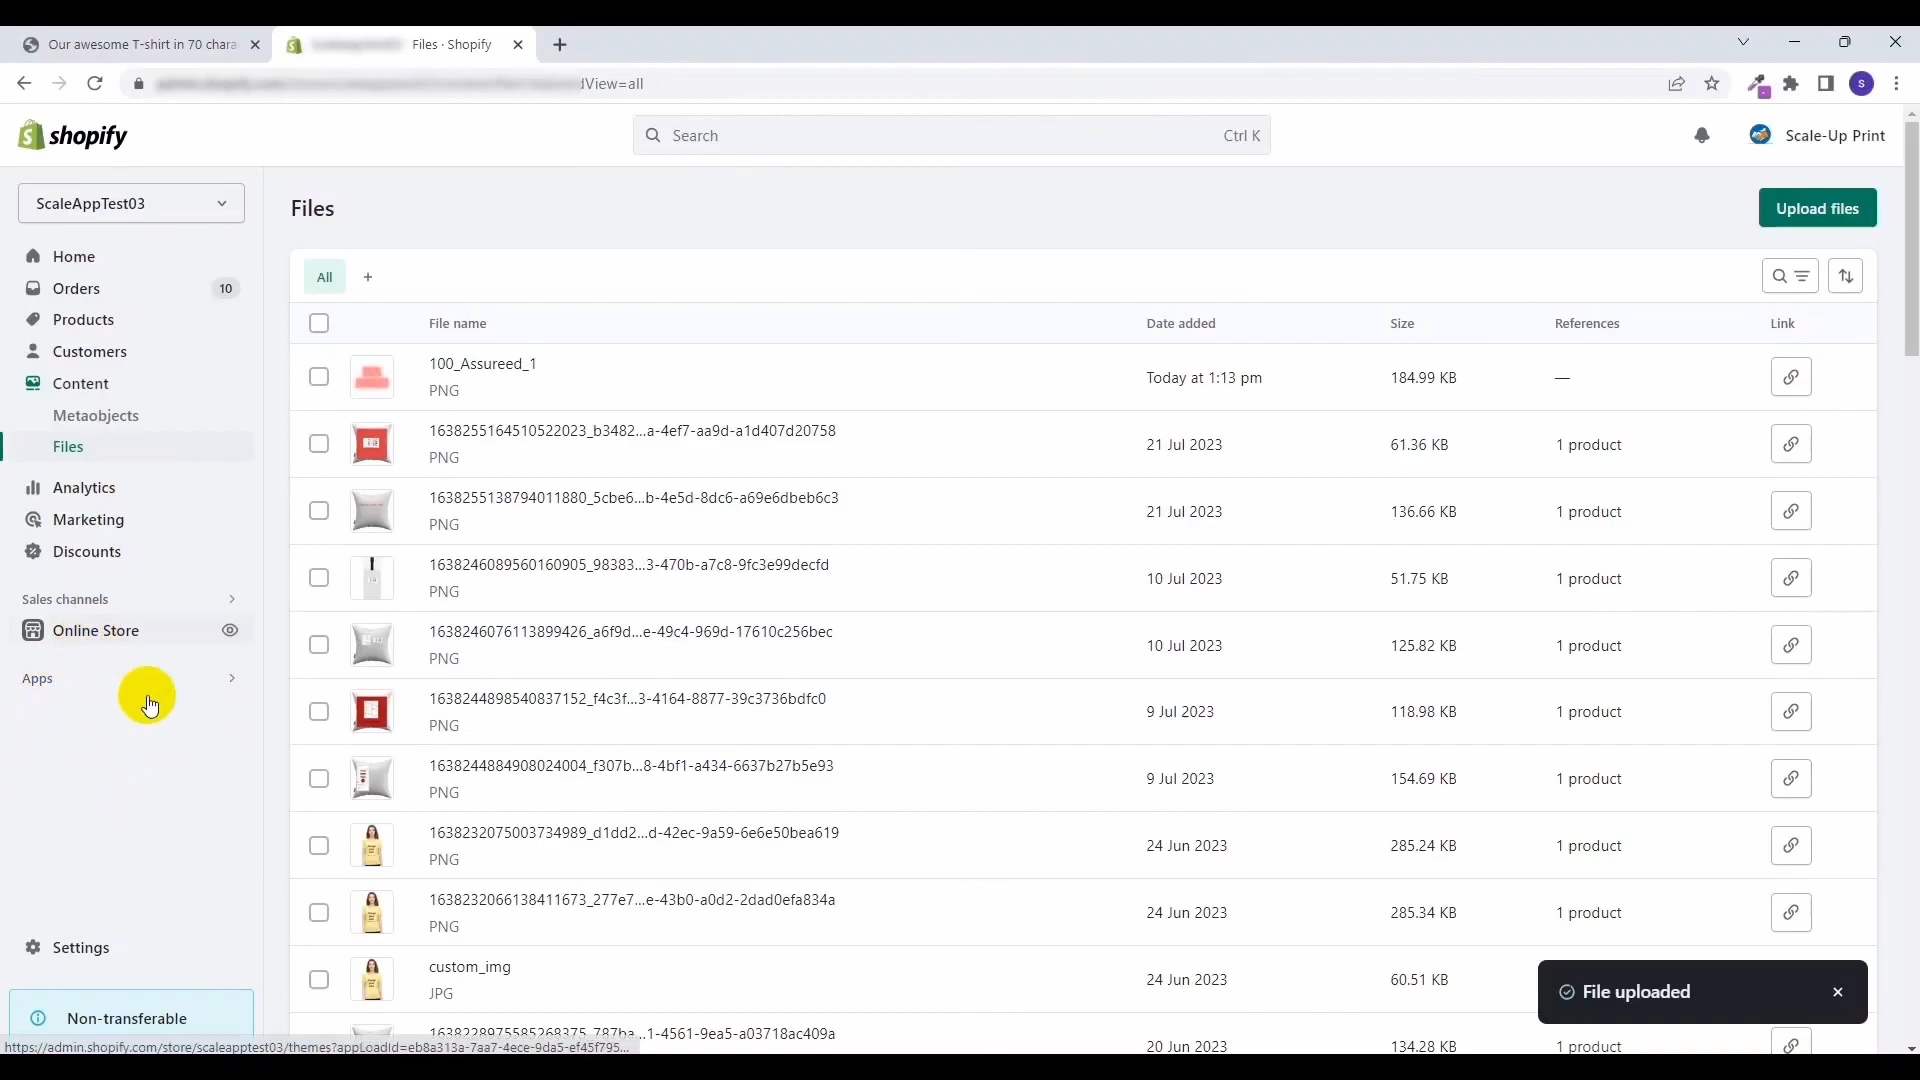 Our awesome T-shirt in 70 chara
Files · Shopify
dView=all
S
shopify
Search
Ctrl K
Scale-Up Print
ScaleAppTest03
Files
Upload files
Home
Orders
10
Products
Customers
Content
Metaobjects
Files
Analytics
Marketing
Discounts
Sales channels
Online Store
Apps
Settings
Non-transferable
All
+
File name
Date added
Size
References
Link
100_Assureed_1
PNG
Today at 1:13 pm
184.99 KB
—
1638255164510522023_b3482...a-4ef7-aa9d-a1d407d20758
PNG
21 Jul 2023
61.36 KB
1 product
1638255138794011880_5cbe6...b-4e5d-8dc6-a69e6dbeb6c3
PNG
21 Jul 2023
136.66 KB
1 product
1638246089560160905_98383...3-470b-a7c8-9fc3e99decfd
PNG
10 Jul 2023
51.75 KB
1 product
1638246076113899426_a6f9d...e-49c4-969d-17610c256bec
PNG
10 Jul 2023
125.82 KB
1 product
1638244898540837152_f4c3f...3-4164-8877-39c3736bdfc0
PNG
9 Jul 2023
118.98 KB
1 product
1638244884908024004_f307b...8-4bf1-a434-6637b27b5e93
PNG
9 Jul 2023
154.69 KB
1 product
1638232075003734989_d1dd2...d-42ec-9a59-6e6e50bea619
PNG
24 Jun 2023
285.24 KB
1 product
1638232066138411673_277e7...e-43b0-a0d2-2dad0efa834a
PNG
24 Jun 2023
285.34 KB
1 product
custom_img
JPG
24 Jun 2023
60.51 KB
1638228975585268375_787ba...1-4561-9ea5-a03718ac409a
20 Jun 2023
134.28 KB
1 product
File uploaded
https://admin.shopify.com/store/scaleapptest03/themes?appLoadId=eb8a313a-7aa7-4ece-9da5-ef45f795...